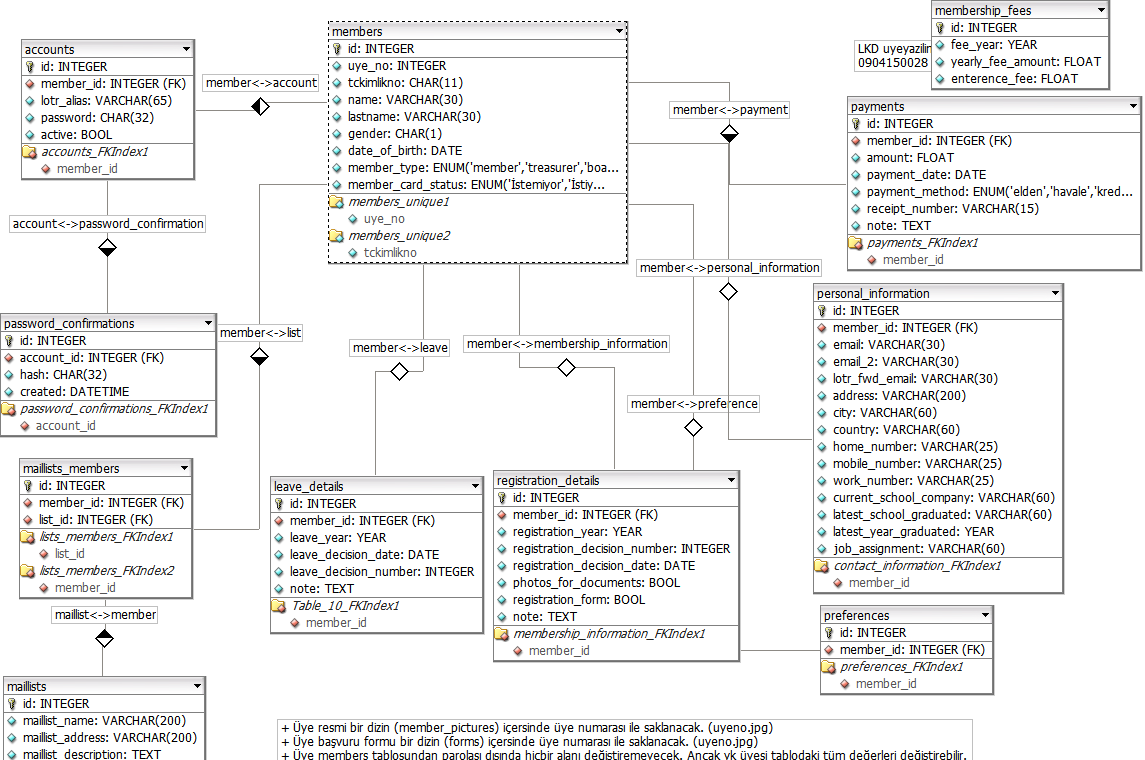 accounts
id: INTEGER
member_id: INTEGER (FK)
lotr_alias: VARCHAR(65)
password: CHAR(32)
active: BOOL
accounts_FKIndex1
member_id
member<->account
members
id: INTEGER
uye_no: INTEGER
tckimlikno: CHAR(11)
name: VARCHAR(30)
lastname: VARCHAR(30)
gender: CHAR(1)
date_of_birth: DATE
member_type: ENUM('member','treasurer','boa...
member_card_status: ENUM('İstemiyor','İstiy...
members_unique1
uye_no
members_unique2
tckimlikno
LKD uyeyazilin
0904150028
membership_fees
id: INTEGER
fee_year: YEAR
yearly_fee_amount: FLOAT
enterence_fee: FLOAT
member<->payment
payments
id: INTEGER
member_id: INTEGER (FK)
amount: FLOAT
payment_date: DATE
payment_method: ENUM('elden','havale','kred...
receipt_number: VARCHAR(15)
note: TEXT
payments_FKIndex1
member_id
account<->password_confirmation
password_confirmations
id: INTEGER
account_id: INTEGER (FK)
hash: CHAR(32)
created: DATETIME
password_confirmations_FKIndex1
account_id
member<->list
member<->leave
member<->membership_information
member<->personal_information
member<->preference
personal_information
id: INTEGER
member_id: INTEGER (FK)
email: VARCHAR(30)
email_2: VARCHAR(30)
lotr_fwd_email: VARCHAR(30)
address: VARCHAR(200)
city: VARCHAR(60)
country: VARCHAR(60)
home_number: VARCHAR(25)
mobile_number: VARCHAR(25)
work_number: VARCHAR(25)
current_school_company: VARCHAR(60)
latest_school_graduated: VARCHAR(60)
latest_year_graduated: YEAR
job_assignment: VARCHAR(60)
contact_information_FKIndex1
member_id
maillists_members
id: INTEGER
member_id: INTEGER (FK)
list_id: INTEGER (FK)
lists_members_FKIndex1
list_id
lists_members_FKIndex2
member_id
leave_details
id: INTEGER
member_id: INTEGER (FK)
leave_year: YEAR
leave_decision_date: DATE
leave_decision_number: INTEGER
note: TEXT
Table_10_FKIndex1
member_id
registration_details
id: INTEGER
member_id: INTEGER (FK)
registration_year: YEAR
registration_decision_number: INTEGER
registration_decision_date: DATE
photos_for_documents: BOOL
registration_form: BOOL
note: TEXT
membership_information_FKIndex1
member_id
preferences
id: INTEGER
member_id: INTEGER (FK)
preferences_FKIndex1
member_id
maillist<->member
maillists
id: INTEGER
maillist_name: VARCHAR(200)
maillist_address: VARCHAR(200)
maillist_description: TEXT
+ Üye resmi bir dizin (member_pictures) içersinde üye numarası ile saklanacak. (uyeno.jpg)
+ Üye başvuru formu bir dizin (forms) içersinde üye numarası ile saklanacak. (uyeno.jpg)
+ Üye members tablosundan parolası dışında hiçbir alanı değiştiremeyecek. Ancak yk üyesi tablodaki tüm değerleri değiştirebilir.